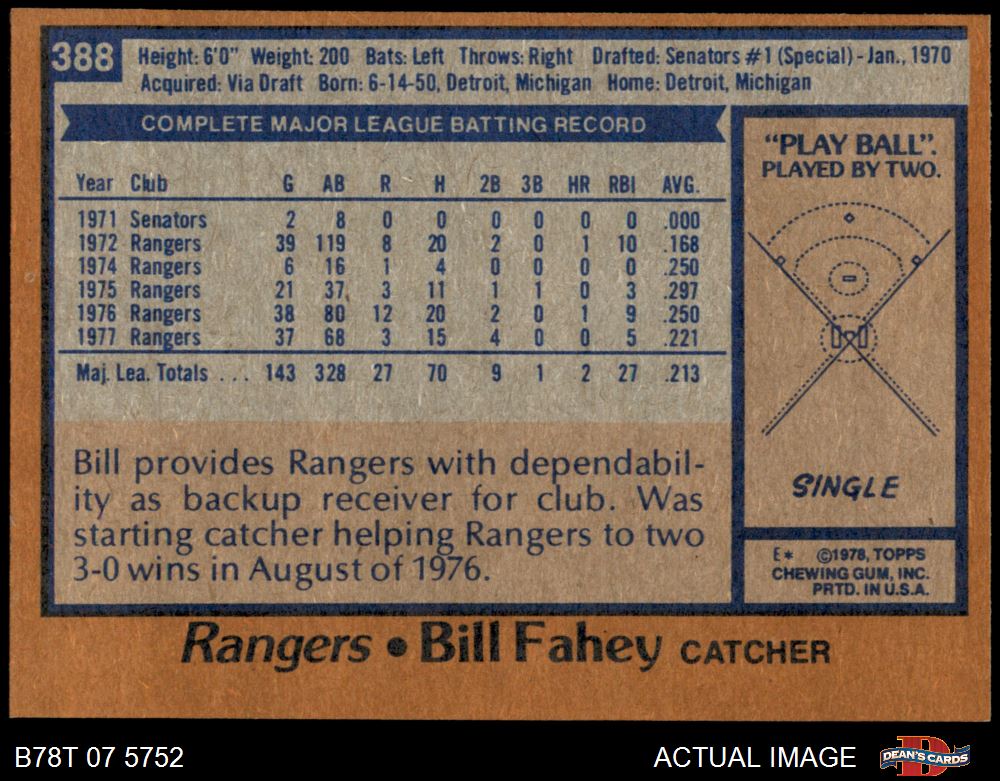 388
Height: 6'0" Weight: 200 Bats: Left Throws: Right Drafted: Senators #1 (Special) - Jan., 1970
Acquired: Via Draft Born: 6-14-50, Detroit, Michigan Home: Detroit, Michigan
COMPLETE MAJOR LEAGUE BATTING RECORD
Year Club G AB R H 2B 3B HR RBI AVG.
1971 Senators 2 8 0 0 0 0 0 0 .000
1972 Rangers 39 119 8 20 2 0 1 10 .168
1974 Rangers 6 16 1 4 0 0 0 0 .250
1975 Rangers 21 37 3 11 1 1 0 3 .297
1976 Rangers 38 80 12 20 2 0 1 9 .250
1977 Rangers 37 68 3 15 4 0 0 5 .221
Maj. Lea. Totals ... 143 328 27 70 9 1 2 27 .213
Bill provides Rangers with dependabil-
ity as backup receiver for club. Was
starting catcher helping Rangers to two
3-0 wins in August of 1976.
"PLAY BALL".
PLAYED BY TWO.
SINGLE
E* ©1978, TOPPS
CHEWING GUM, INC.
PRTD. IN U.S.A.
Rangers • Bill Fahey CATCHER
B78T 07 5752
ACTUAL IMAGE
D
DEAN'S CARDS